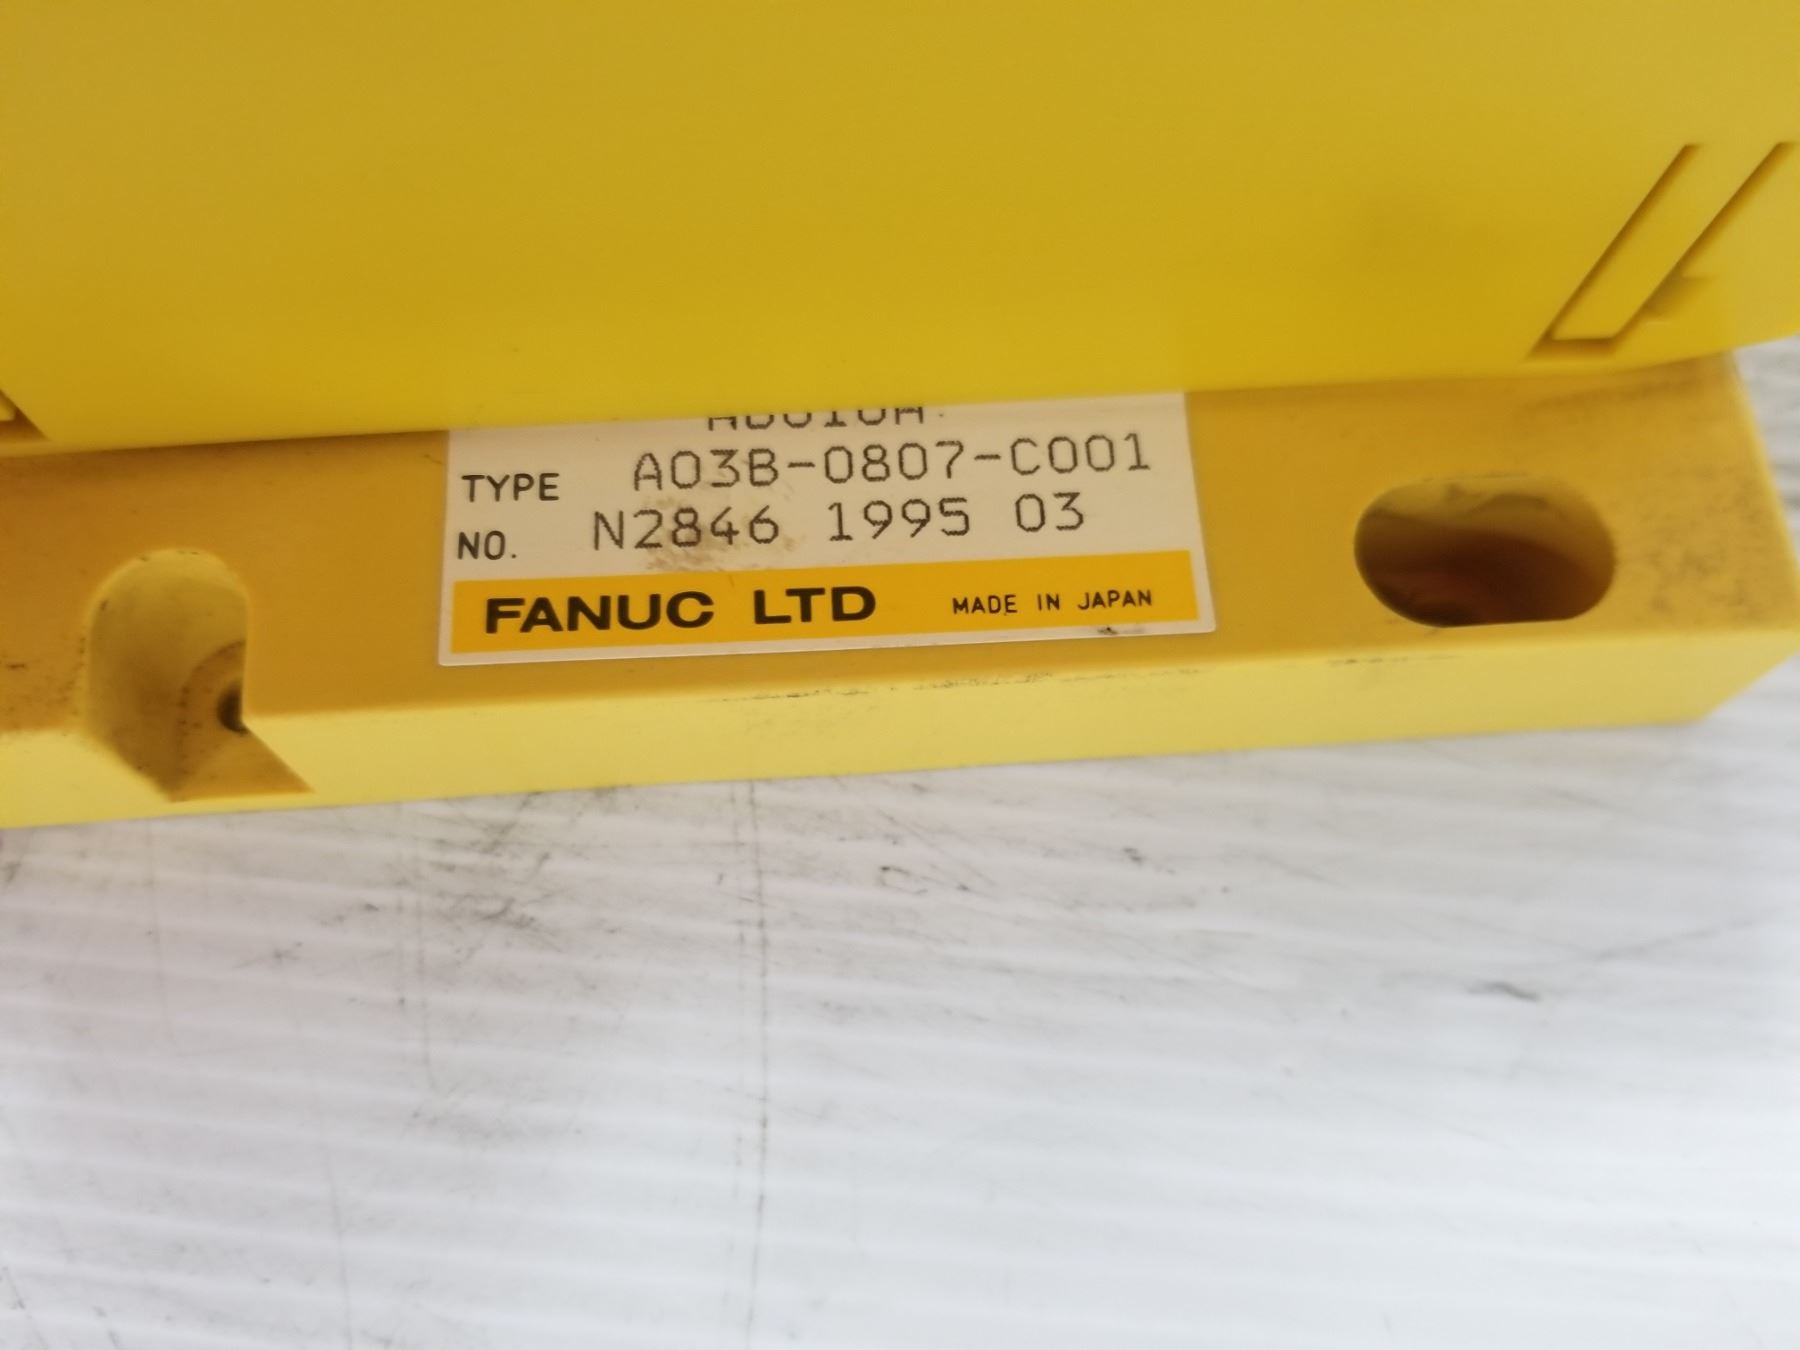 TYPE A03B-0807-C001
NO. N2846 1995 03
FANUC LTD MADE IN JAPAN